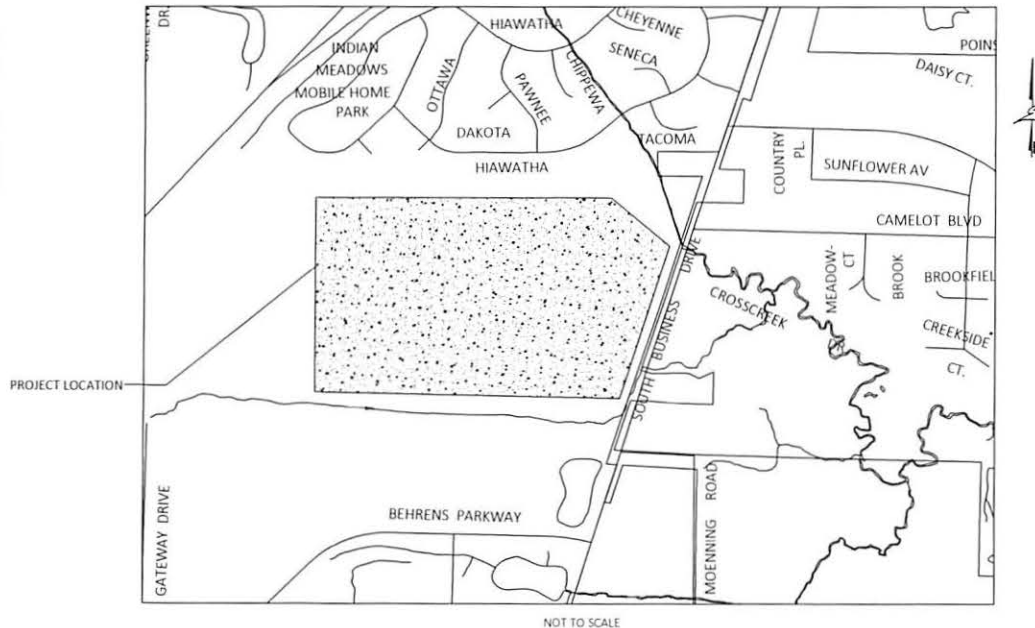 HIAWATHA
CHEYENNE
DR.
INDIAN
MEADOWS
MOBILE HOME
PARK
OTTAWA
PAWNEE
CHIPPEWA
SENECA
POINS
DAISY CT.
DAKOTA
TACOMA
HIAWATHA
COUNTRY
PL.
SUNFLOWER AV
CAMELOT BLVD
MEADOW-
CT
BROOK
BROOKFIEL
CROSSCREEK
DR.
CREEKSIDE
CT.
SOUTH BUSINESS DRIVE
PROJECT LOCATION
GATEWAY DRIVE
BEHRENS PARKWAY
MOENNING ROAD
NOT TO SCALE